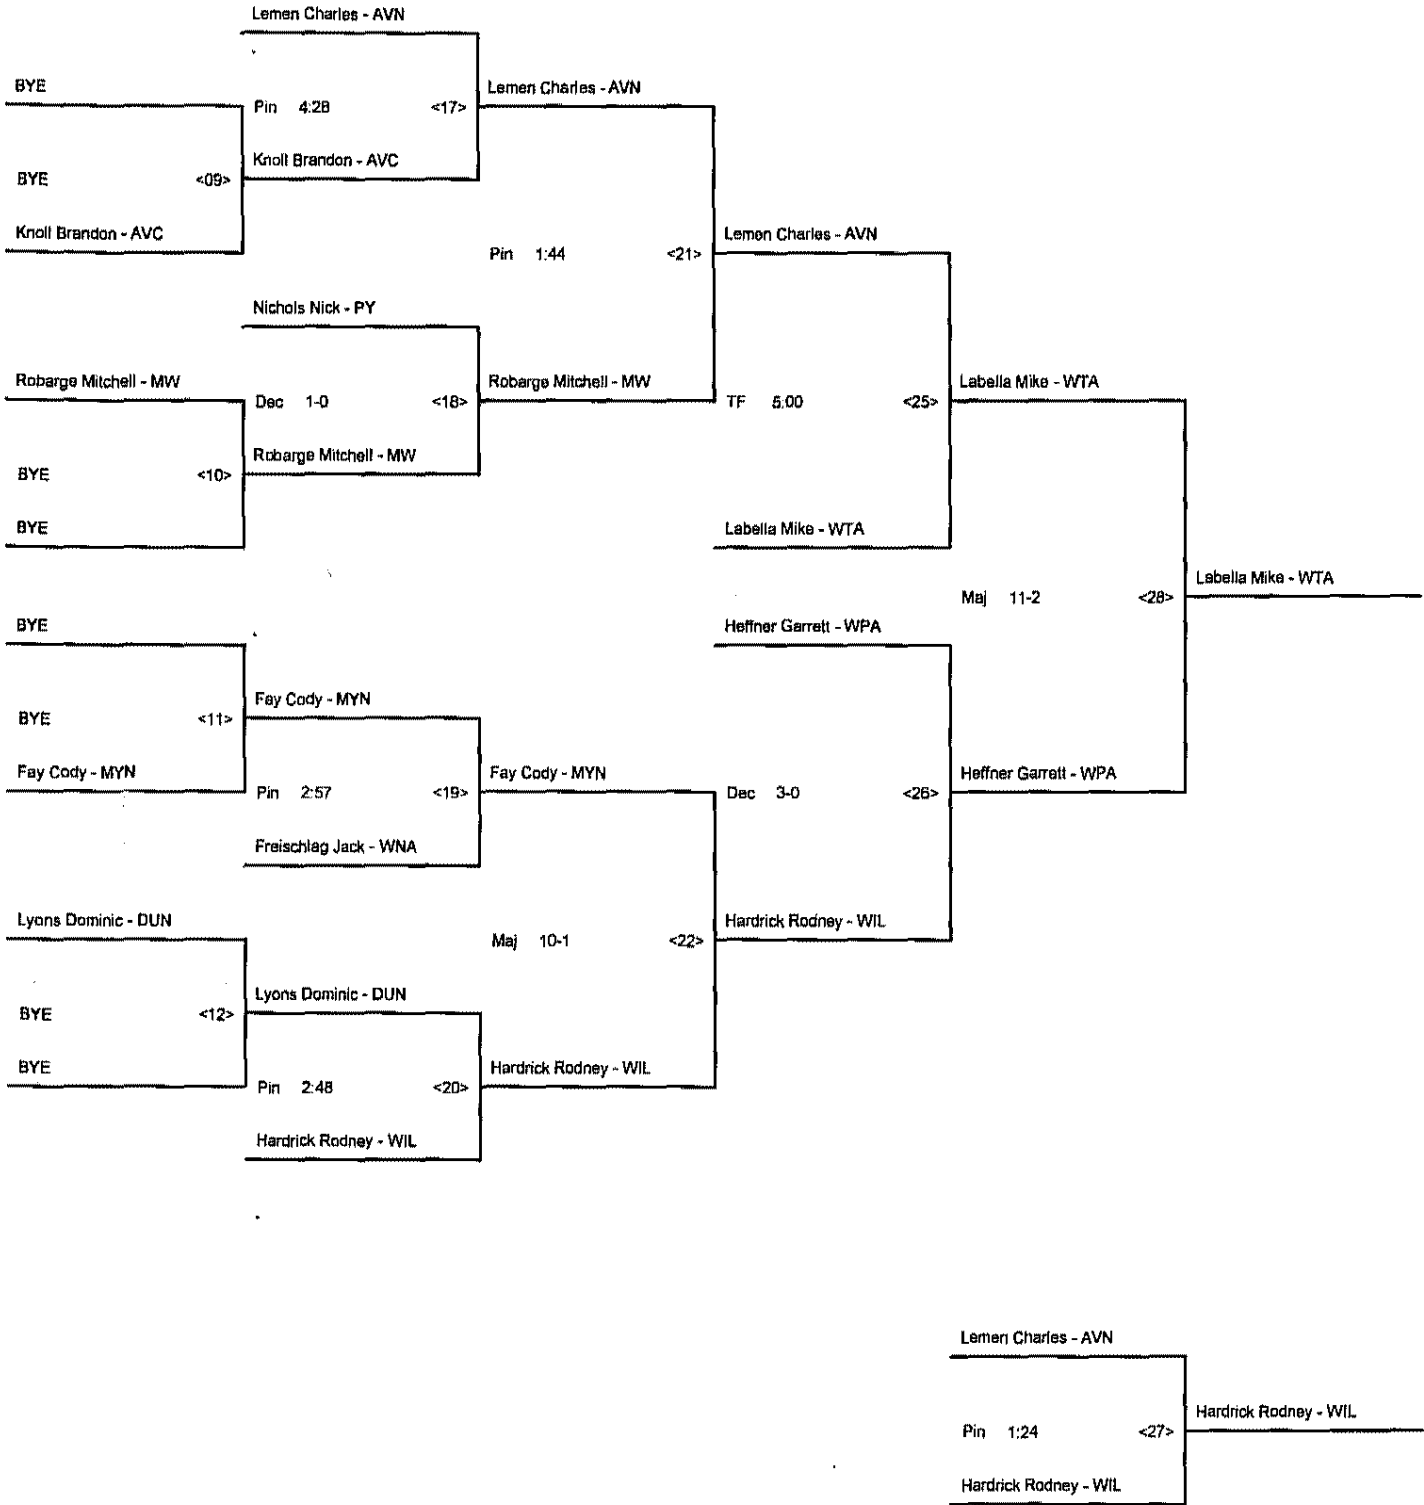 Lemen Charles - AVN
BYE
Lemen Charles - AVN
Pin 4:28 <17>
Knoll Brandon - AVC
BYE <09>
Knoll Brandon - AVC
Lemen Charles - AVN
Pin 1:44 <21>
Nichols Nick - PY
Robarge Mitchell - MW
Robarge Mitchell - MW
Labella Mike - WTA
Dec 1-0 <18>
TF 5:00 <25>
Robarge Mitchell - MW
BYE <10>
BYE
Labella Mike - WTA
Labella Mike - WTA
Maj 11-2 <28>
BYE
Heffner Garrett - WPA
Fay Cody - MYN
BYE <11>
Fay Cody - MYN
Fay Cody - MYN
Heffner Garrett - WPA
Pin 2:57 <19>
Dec 3-0 <26>
Freischlag Jack - WNA
Lyons Dominic - DUN
Hardrick Rodney - WIL
Maj 10-1 <22>
Lyons Dominic - DUN
BYE <12>
BYE
Hardrick Rodney - WIL
Pin 2:48 <20>
Hardrick Rodney - WIL
Lemen Charles - AVN
Hardrick Rodney - WIL
Pin 1:24 <27>
Hardrick Rodney - WIL